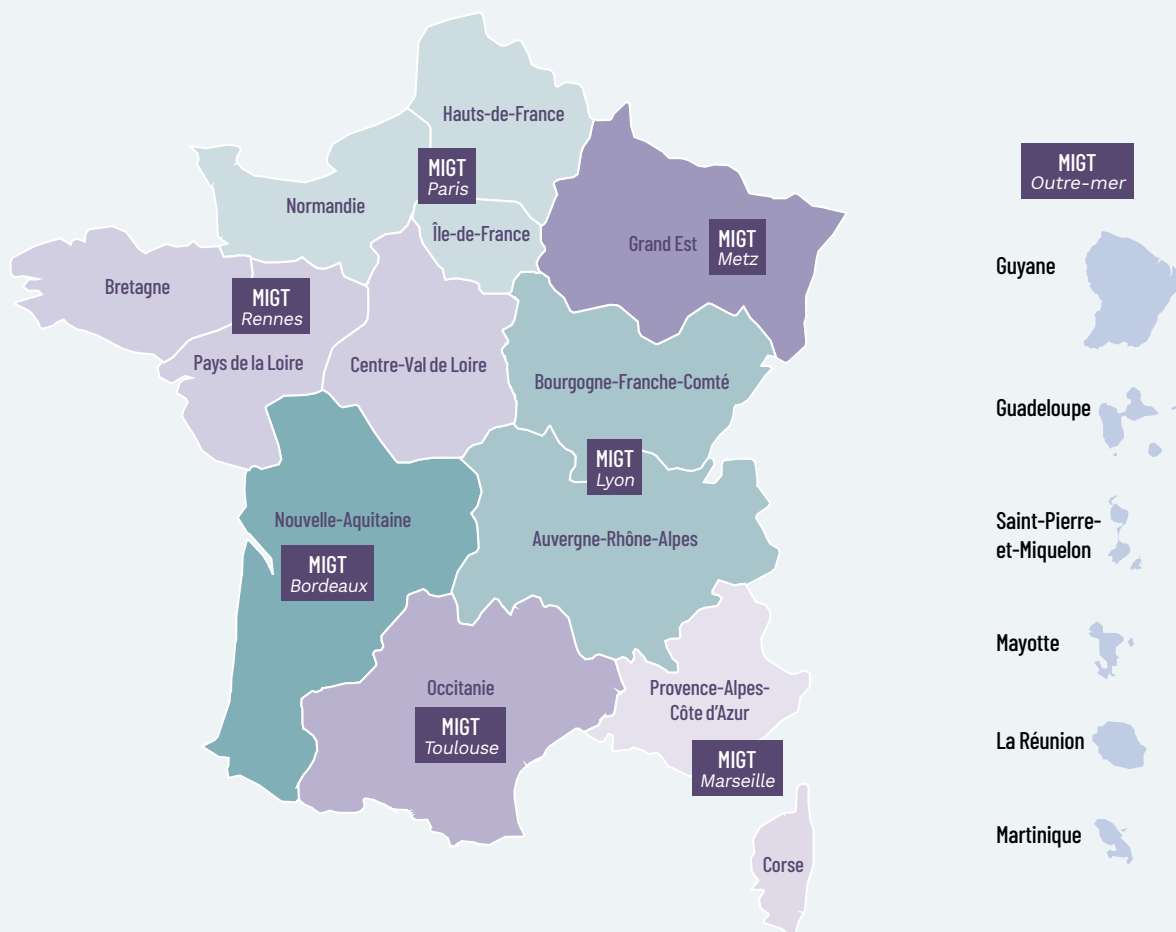 Hauts-de-France
MIGT
Paris
Normandie
Île-de-France
Grand Est
MIGT
Metz
Bretagne
MIGT
Rennes
Pays de la Loire
Centre-Val de Loire
Bourgogne-Franche-Comté
MIGT
Lyon
Nouvelle-Aquitaine
MIGT
Bordeaux
Auvergne-Rhône-Alpes
Occitanie
MIGT
Toulouse
Provence-Alpes-
Côte d’Azur
MIGT
Marseille
Corse
MIGT
Outre-mer
Guyane
Guadeloupe
Saint-Pierre-
et-Miquelon
Mayotte
La Réunion
Martinique